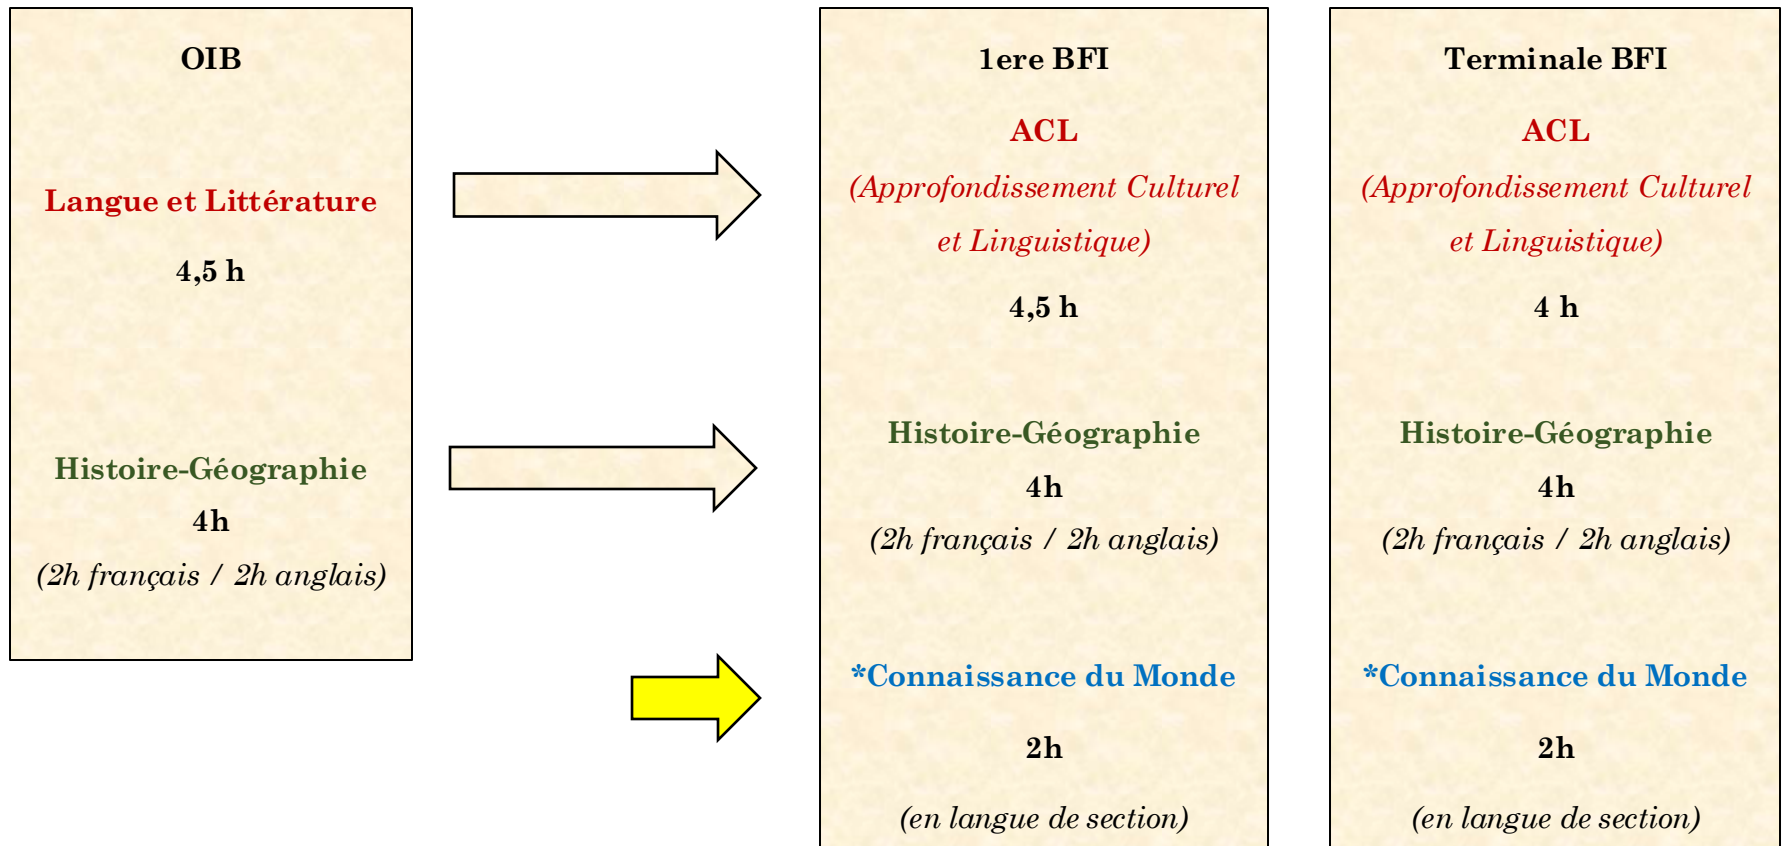 OIB
Langue et Littérature
4,5 h
Histoire-Géographie
4h
(2h français / 2h anglais)
1ere BFI
ACL
(Approfondissement Culturel
et Linguistique)
4,5 h
Histoire-Géographie
4h
(2h français / 2h anglais)
*Connaissance du Monde
2h
(en langue de section)
Terminale BFI
ACL
(Approfondissement Culturel
et Linguistique)
4 h
Histoire-Géographie
4h
(2h français / 2h anglais)
*Connaissance du Monde
2h
(en langue de section)